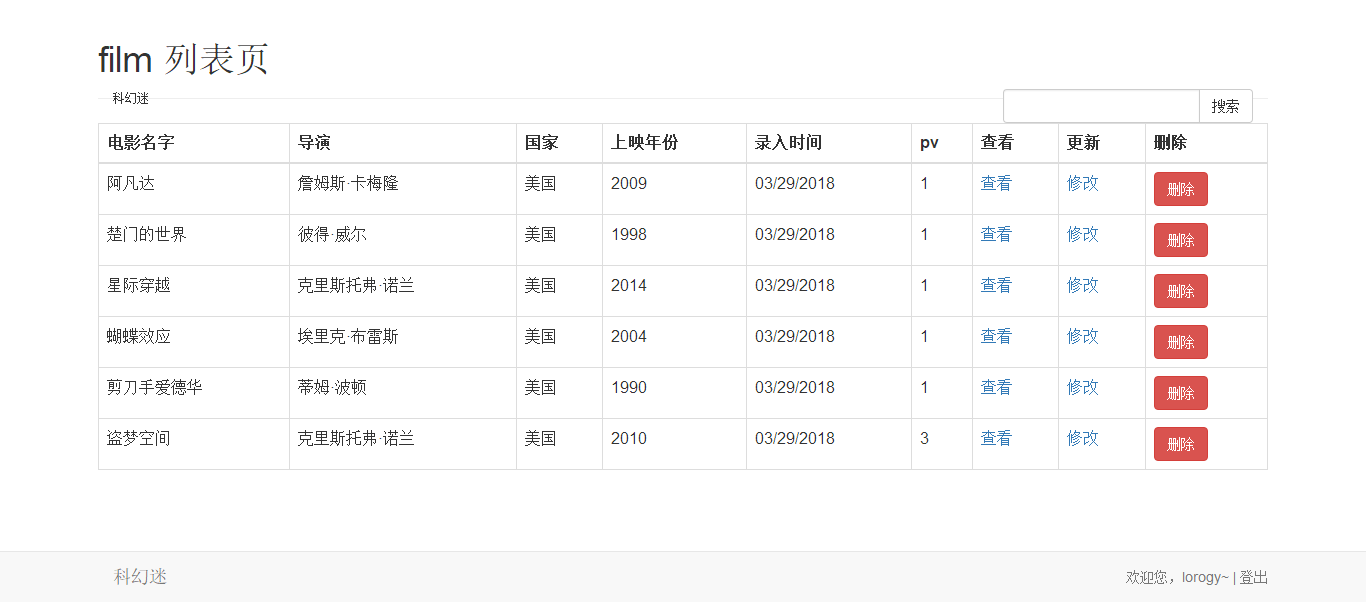 film 列表页
科幻迷
搜索
电影名字 导演 国家 上映年份 录入时间 pv 查看 更新 删除
阿凡达 詹姆斯·卡梅隆 美国 2009 03/29/2018 1 查看 修改 删除
楚门的世界 彼得·威尔 美国 1998 03/29/2018 1 查看 修改 删除
星际穿越 克里斯托弗·诺兰 美国 2014 03/29/2018 1 查看 修改 删除
蝴蝶效应 埃里克·布雷斯 美国 2004 03/29/2018 1 查看 修改 删除
剪刀手爱德华 蒂姆·波顿 美国 1990 03/29/2018 1 查看 修改 删除
盗梦空间 克里斯托弗·诺兰 美国 2010 03/29/2018 3 查看 修改 删除
科幻迷
欢迎您，lorogy~ | 登出